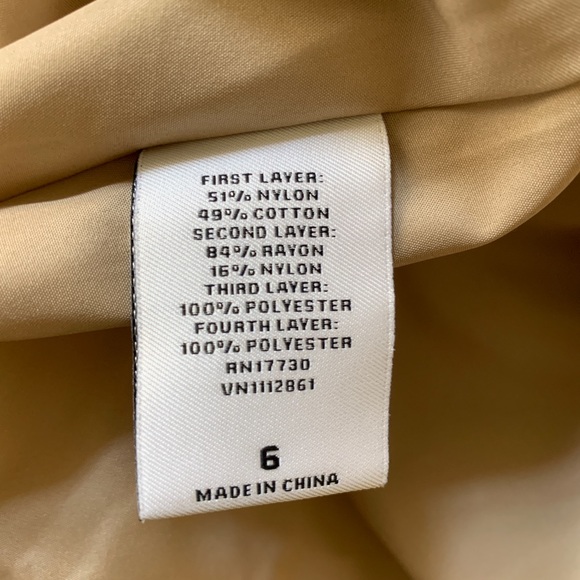 FIRST LAYER:
51% NYLON
49% COTTON
SECOND LAYER:
84% RAYON
16% NYLON
THIRD LAYER:
100% POLYESTER
FOURTH LAYER:
100% POLYESTER
RN17730
VN1112861
6
MADE IN CHINA